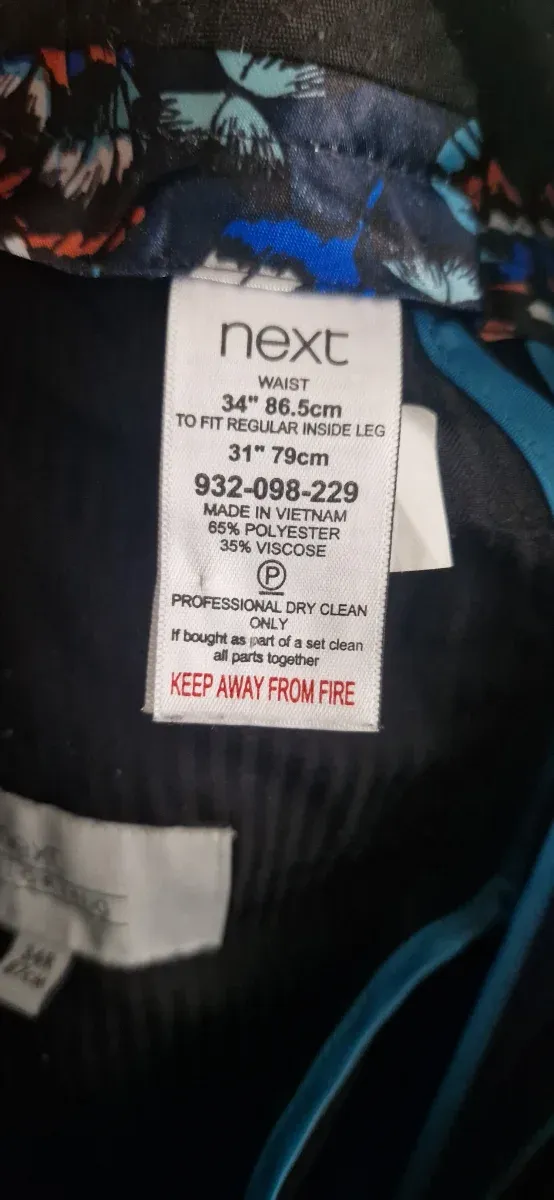 next
WAIST
34" 86.5cm
TO FIT REGULAR INSIDE LEG
31" 79cm
932-098-229
MADE IN VIETNAM
65% POLYESTER
35% VISCOSE
P
PROFESSIONAL DRY CLEAN
ONLY
If bought as part of a set clean
all parts together
KEEP AWAY FROM FIRE
34R
87CM